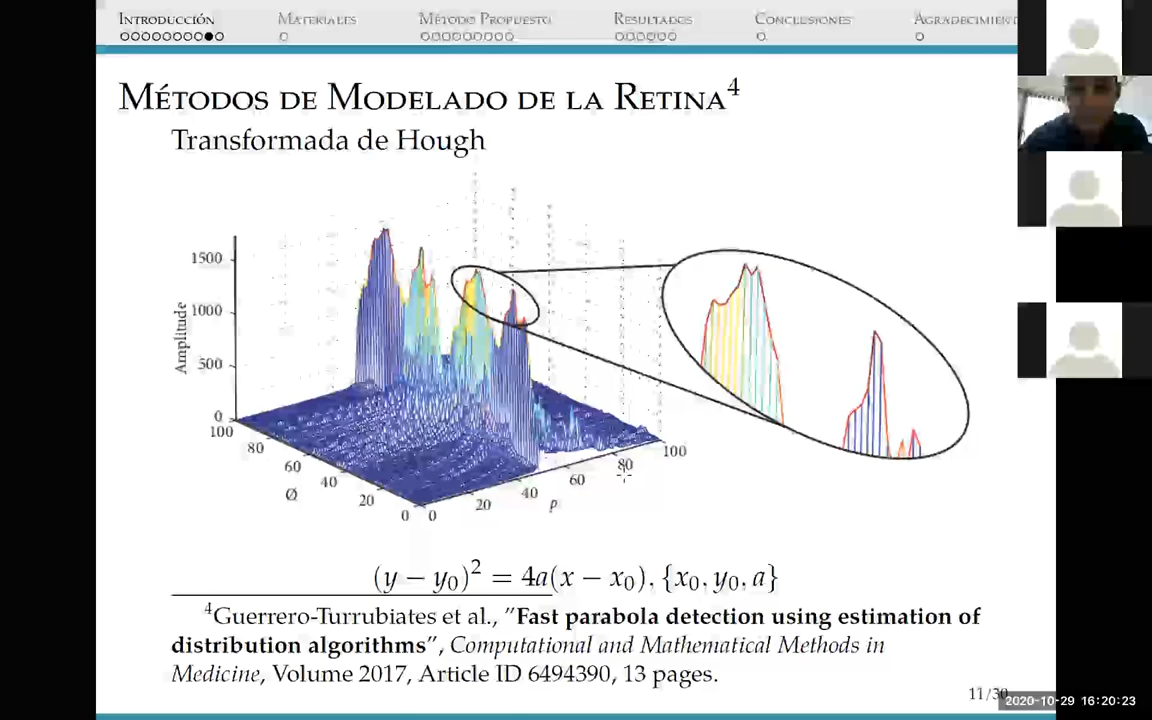 Introducción Materiales Método Propuesto Resultados Conclusiones
Métodos de Modelado de la Retina4
Transformada de Hough
1500
1000
500
0
Amplitude
100
80
60
40
20
0
Ø
0
20
40
60
80
100
ρ
(y − y0)² = 4a(x − x0), {x0, y0, a}
4Guerrero-Turrubiates et al., "Fast parabola detection using estimation of
distribution algorithms", Computational and Mathematical Methods in
Medicine, Volume 2017, Article ID 6494390, 13 pages.
2020-10-29 16:20:23